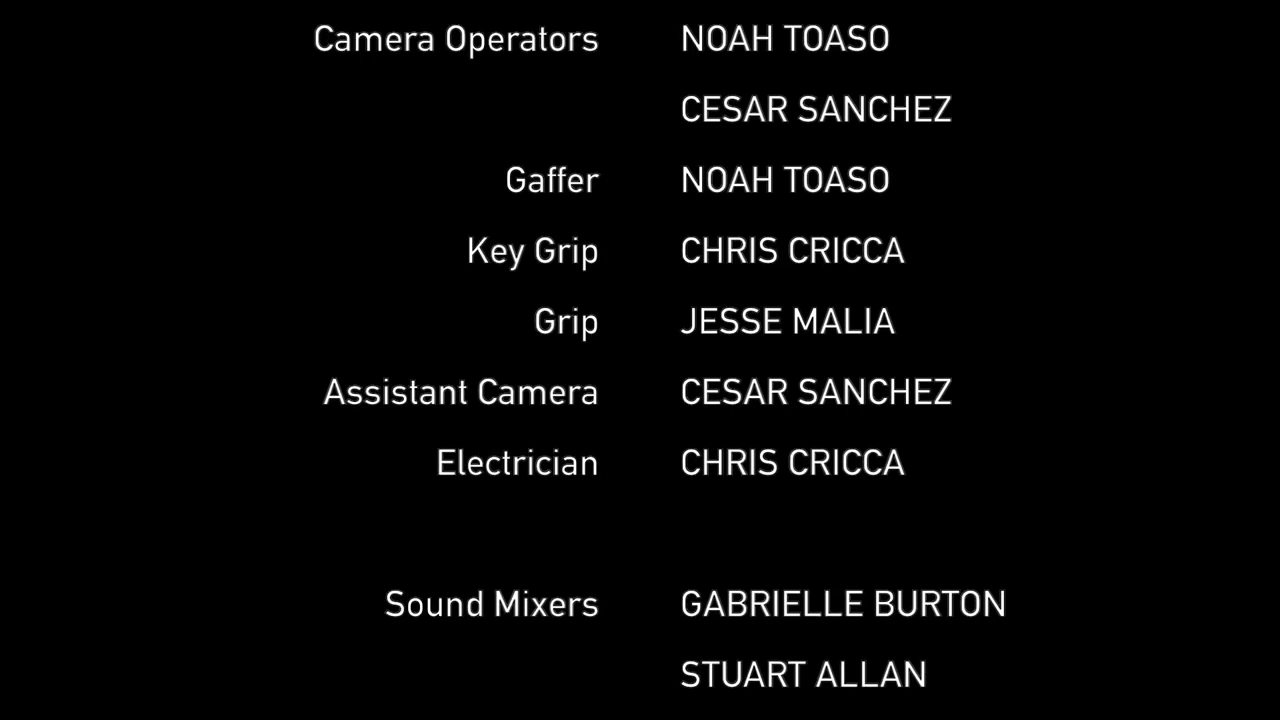 Camera Operators NOAH TOASO
CESAR SANCHEZ
Gaffer NOAH TOASO
Key Grip CHRIS CRICCA
Grip JESSE MALIA
Assistant Camera CESAR SANCHEZ
Electrician CHRIS CRICCA
Sound Mixers GABRIELLE BURTON
STUART ALLAN